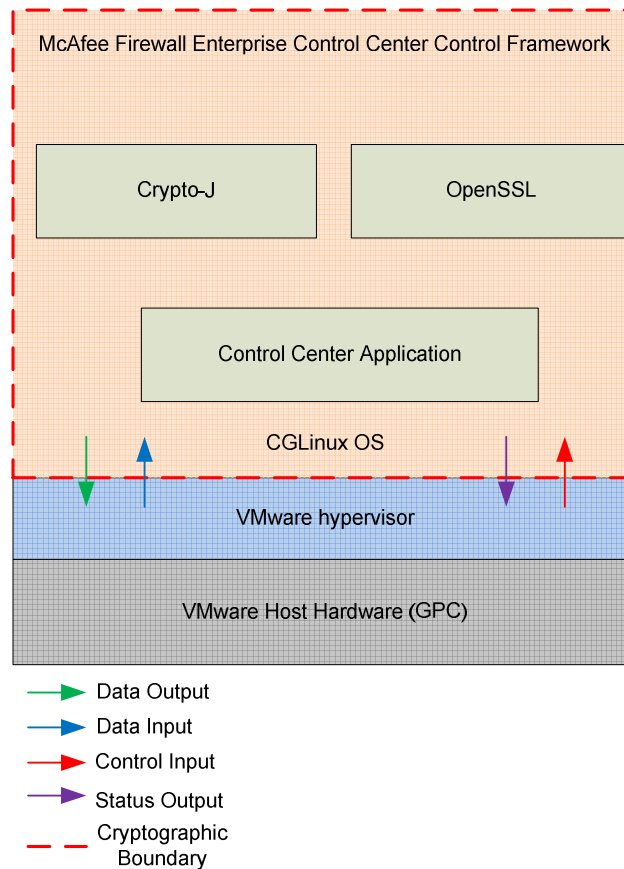 McAfee Firewall Enterprise Control Center Control Framework
Crypto-J
OpenSSL
Control Center Application
CGLinux OS
VMware hypervisor
VMware Host Hardware (GPC)
Data Output
Data Input
Control Input
Status Output
Cryptographic
Boundary